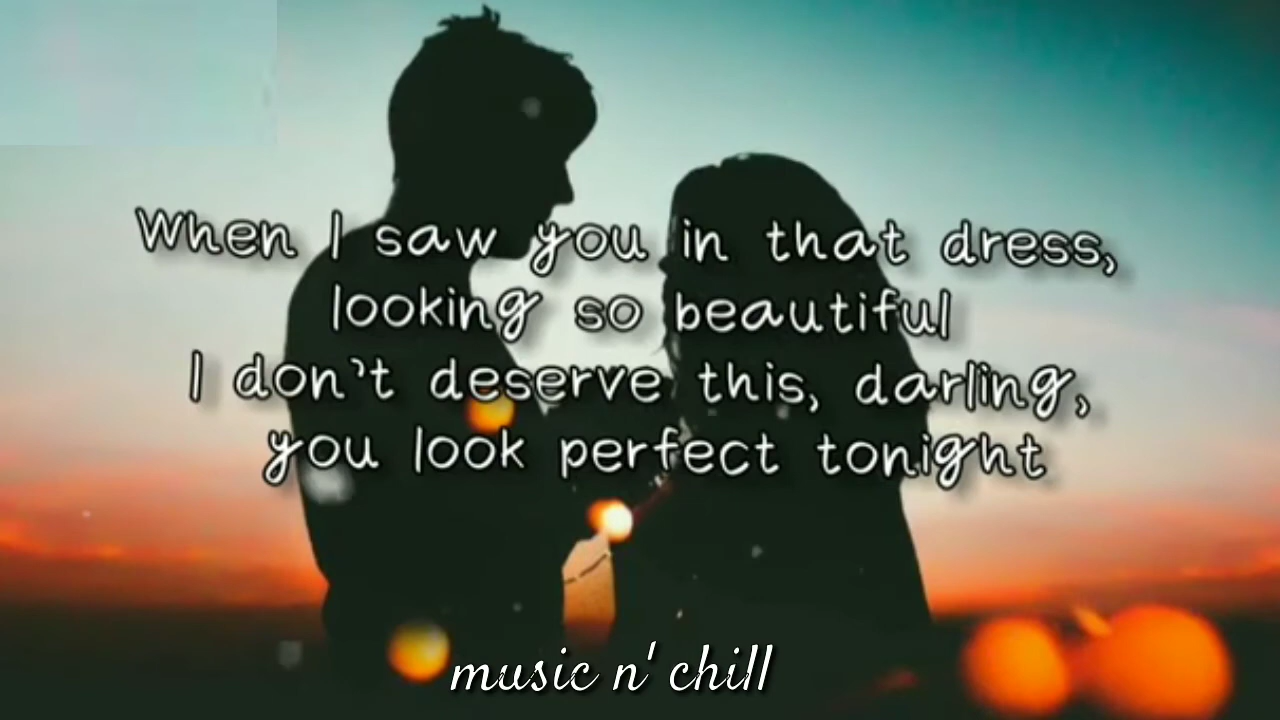 When I saw you in that dress,
looking so beautiful
I don't deserve this, darling,
you look perfect tonight
music n' chill